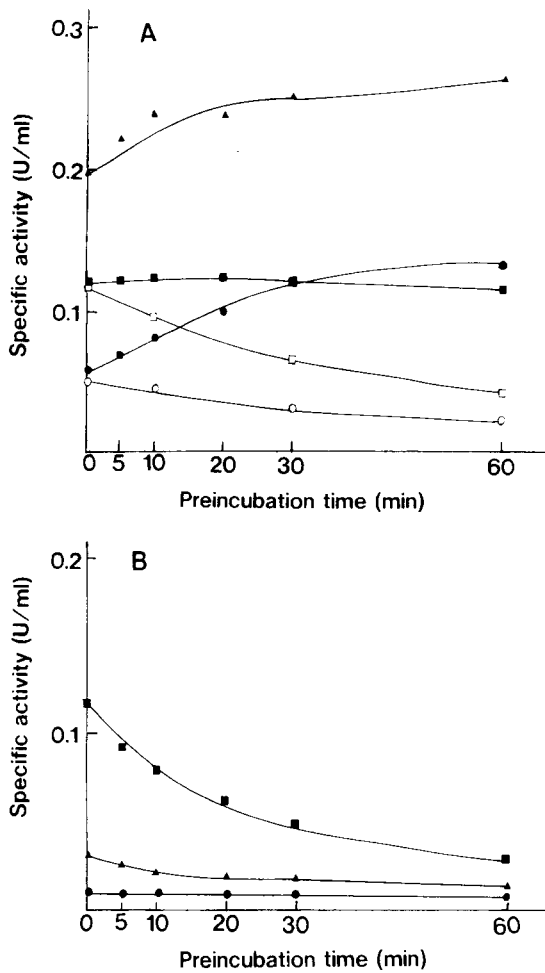 A
0.3
0.2
0.1
Specific activity (U/ml)
0 5 10 20 30 60
Preincubation time (min)
B
0.2
0.1
Specific activity (U/ml)
0 5 10 20 30 60
Preincubation time (min)